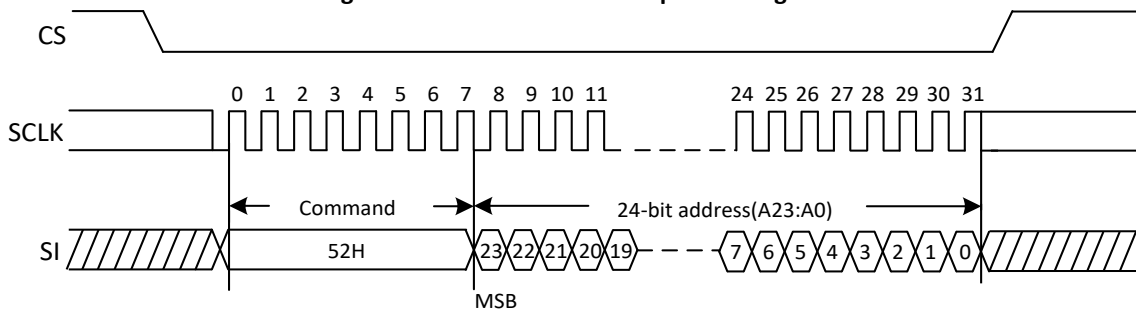 CS
0 1 2 3 4 5 6 7 8 9 10 11 24 25 26 27 28 29 30 31
SCLK
Command 24-bit address(A23:A0)
SI 52H 23 22 21 20 19 7 6 5 4 3 2 1 0
MSB